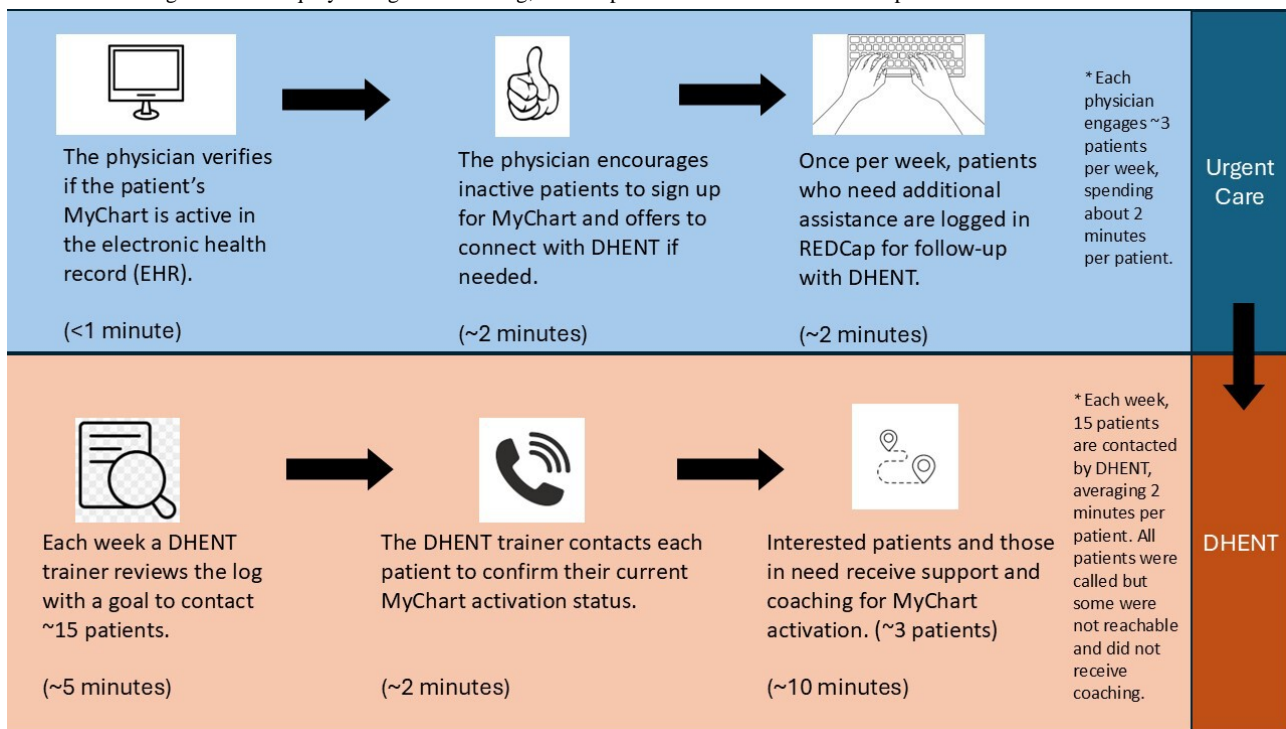 The physician verifies
if the patient’s
MyChart is active in
the electronic health
record (EHR).
(<1 minute)
The physician encourages
inactive patients to sign up
for MyChart and offers to
connect with DHENT if
needed.
(~2 minutes)
Once per week, patients
who need additional
assistance are logged in
REDCap for follow-up
with DHENT.
(~2 minutes)
*Each
physician
engages ~3
patients
per week,
spending
about 2
minutes
per patient.
Urgent
Care
Each week a DHENT
trainer reviews the log
with a goal to contact
~15 patients.
(~5 minutes)
The DHENT trainer contacts each
patient to confirm their current
MyChart activation status.
(~2 minutes)
Interested patients and those
in need receive support and
coaching for MyChart
activation. (~3 patients)
(~10 minutes)
*Each week,
15 patients
are contacted
by DHENT,
averaging 2
minutes per
patient. All
patients were
called but
some were
not reachable
and did not
receive
coaching.
DHENT